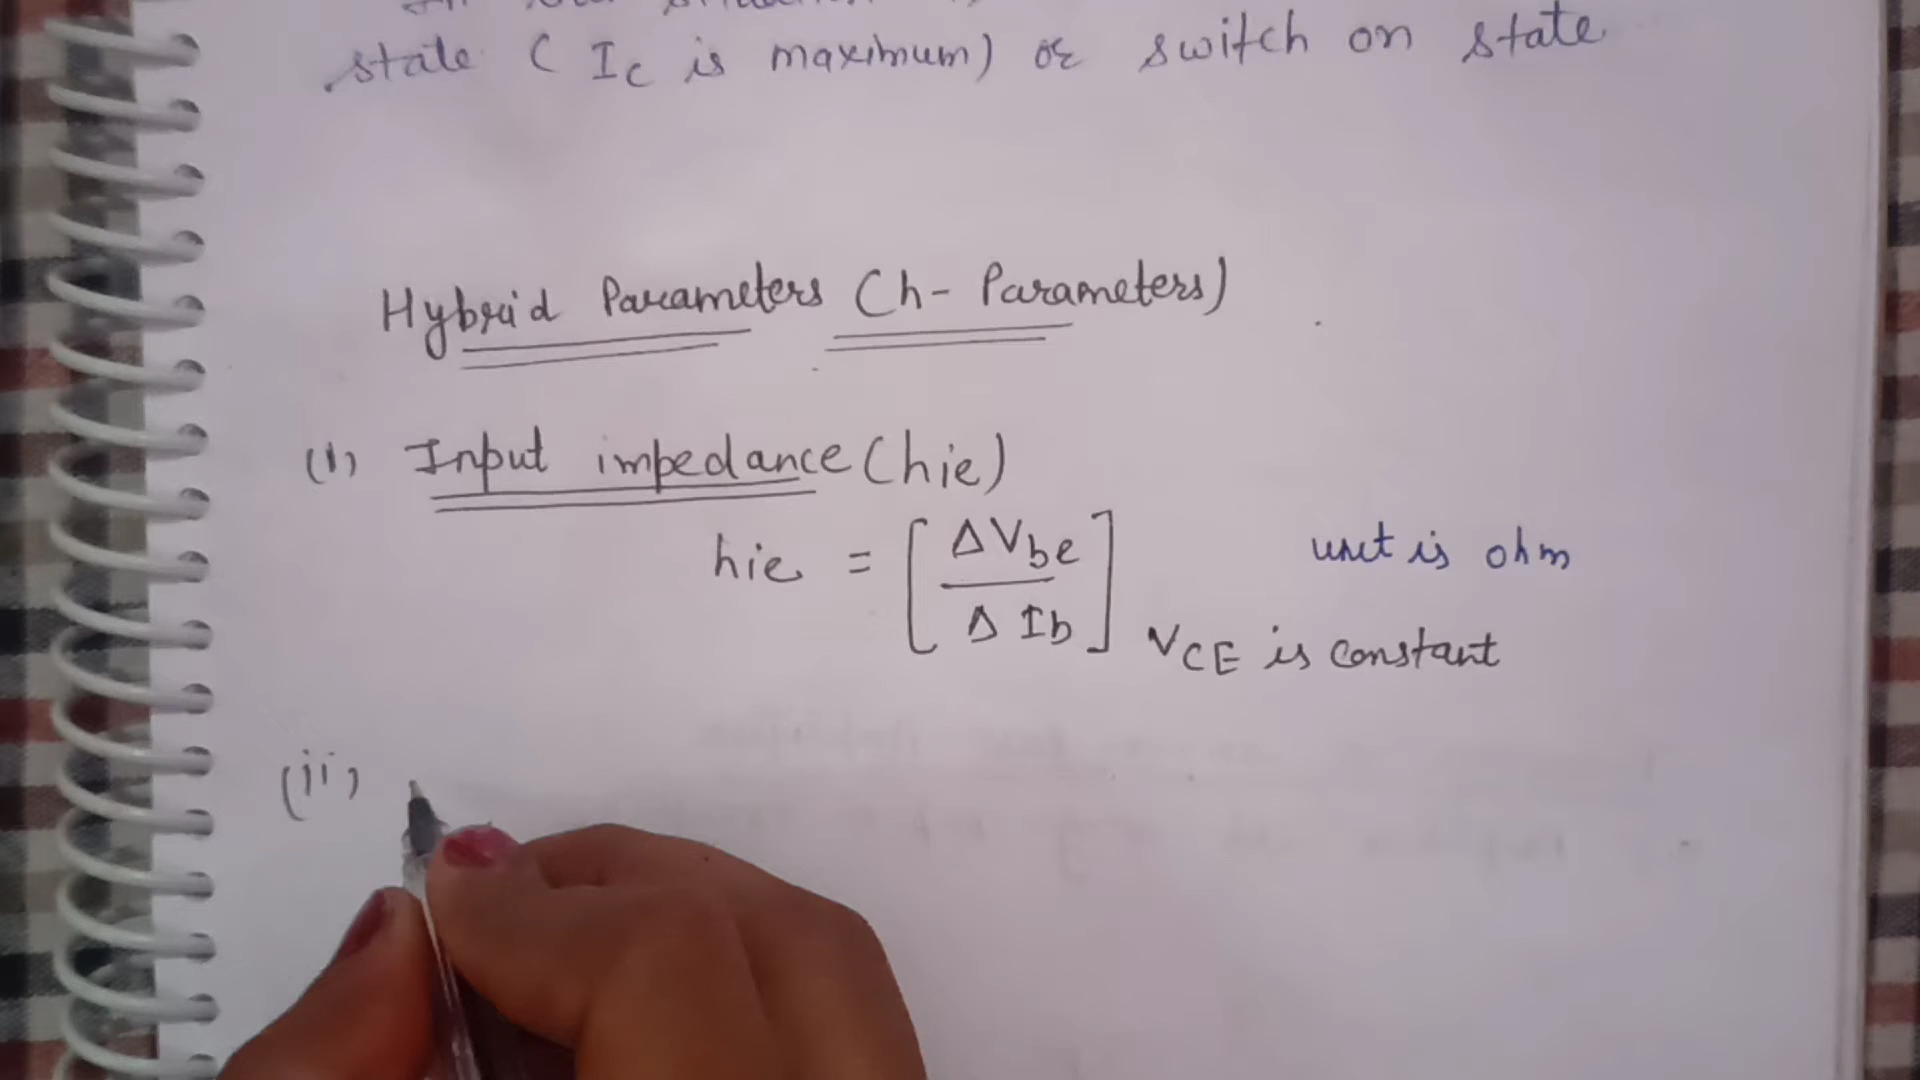 state (Ic is maximum) or switch on state
Hybrid Parameters (h- Parameters)
(i) Input impedance (hie)
hie = [ΔVbe / ΔIb] VCE is constant
unit is ohm
(ii)